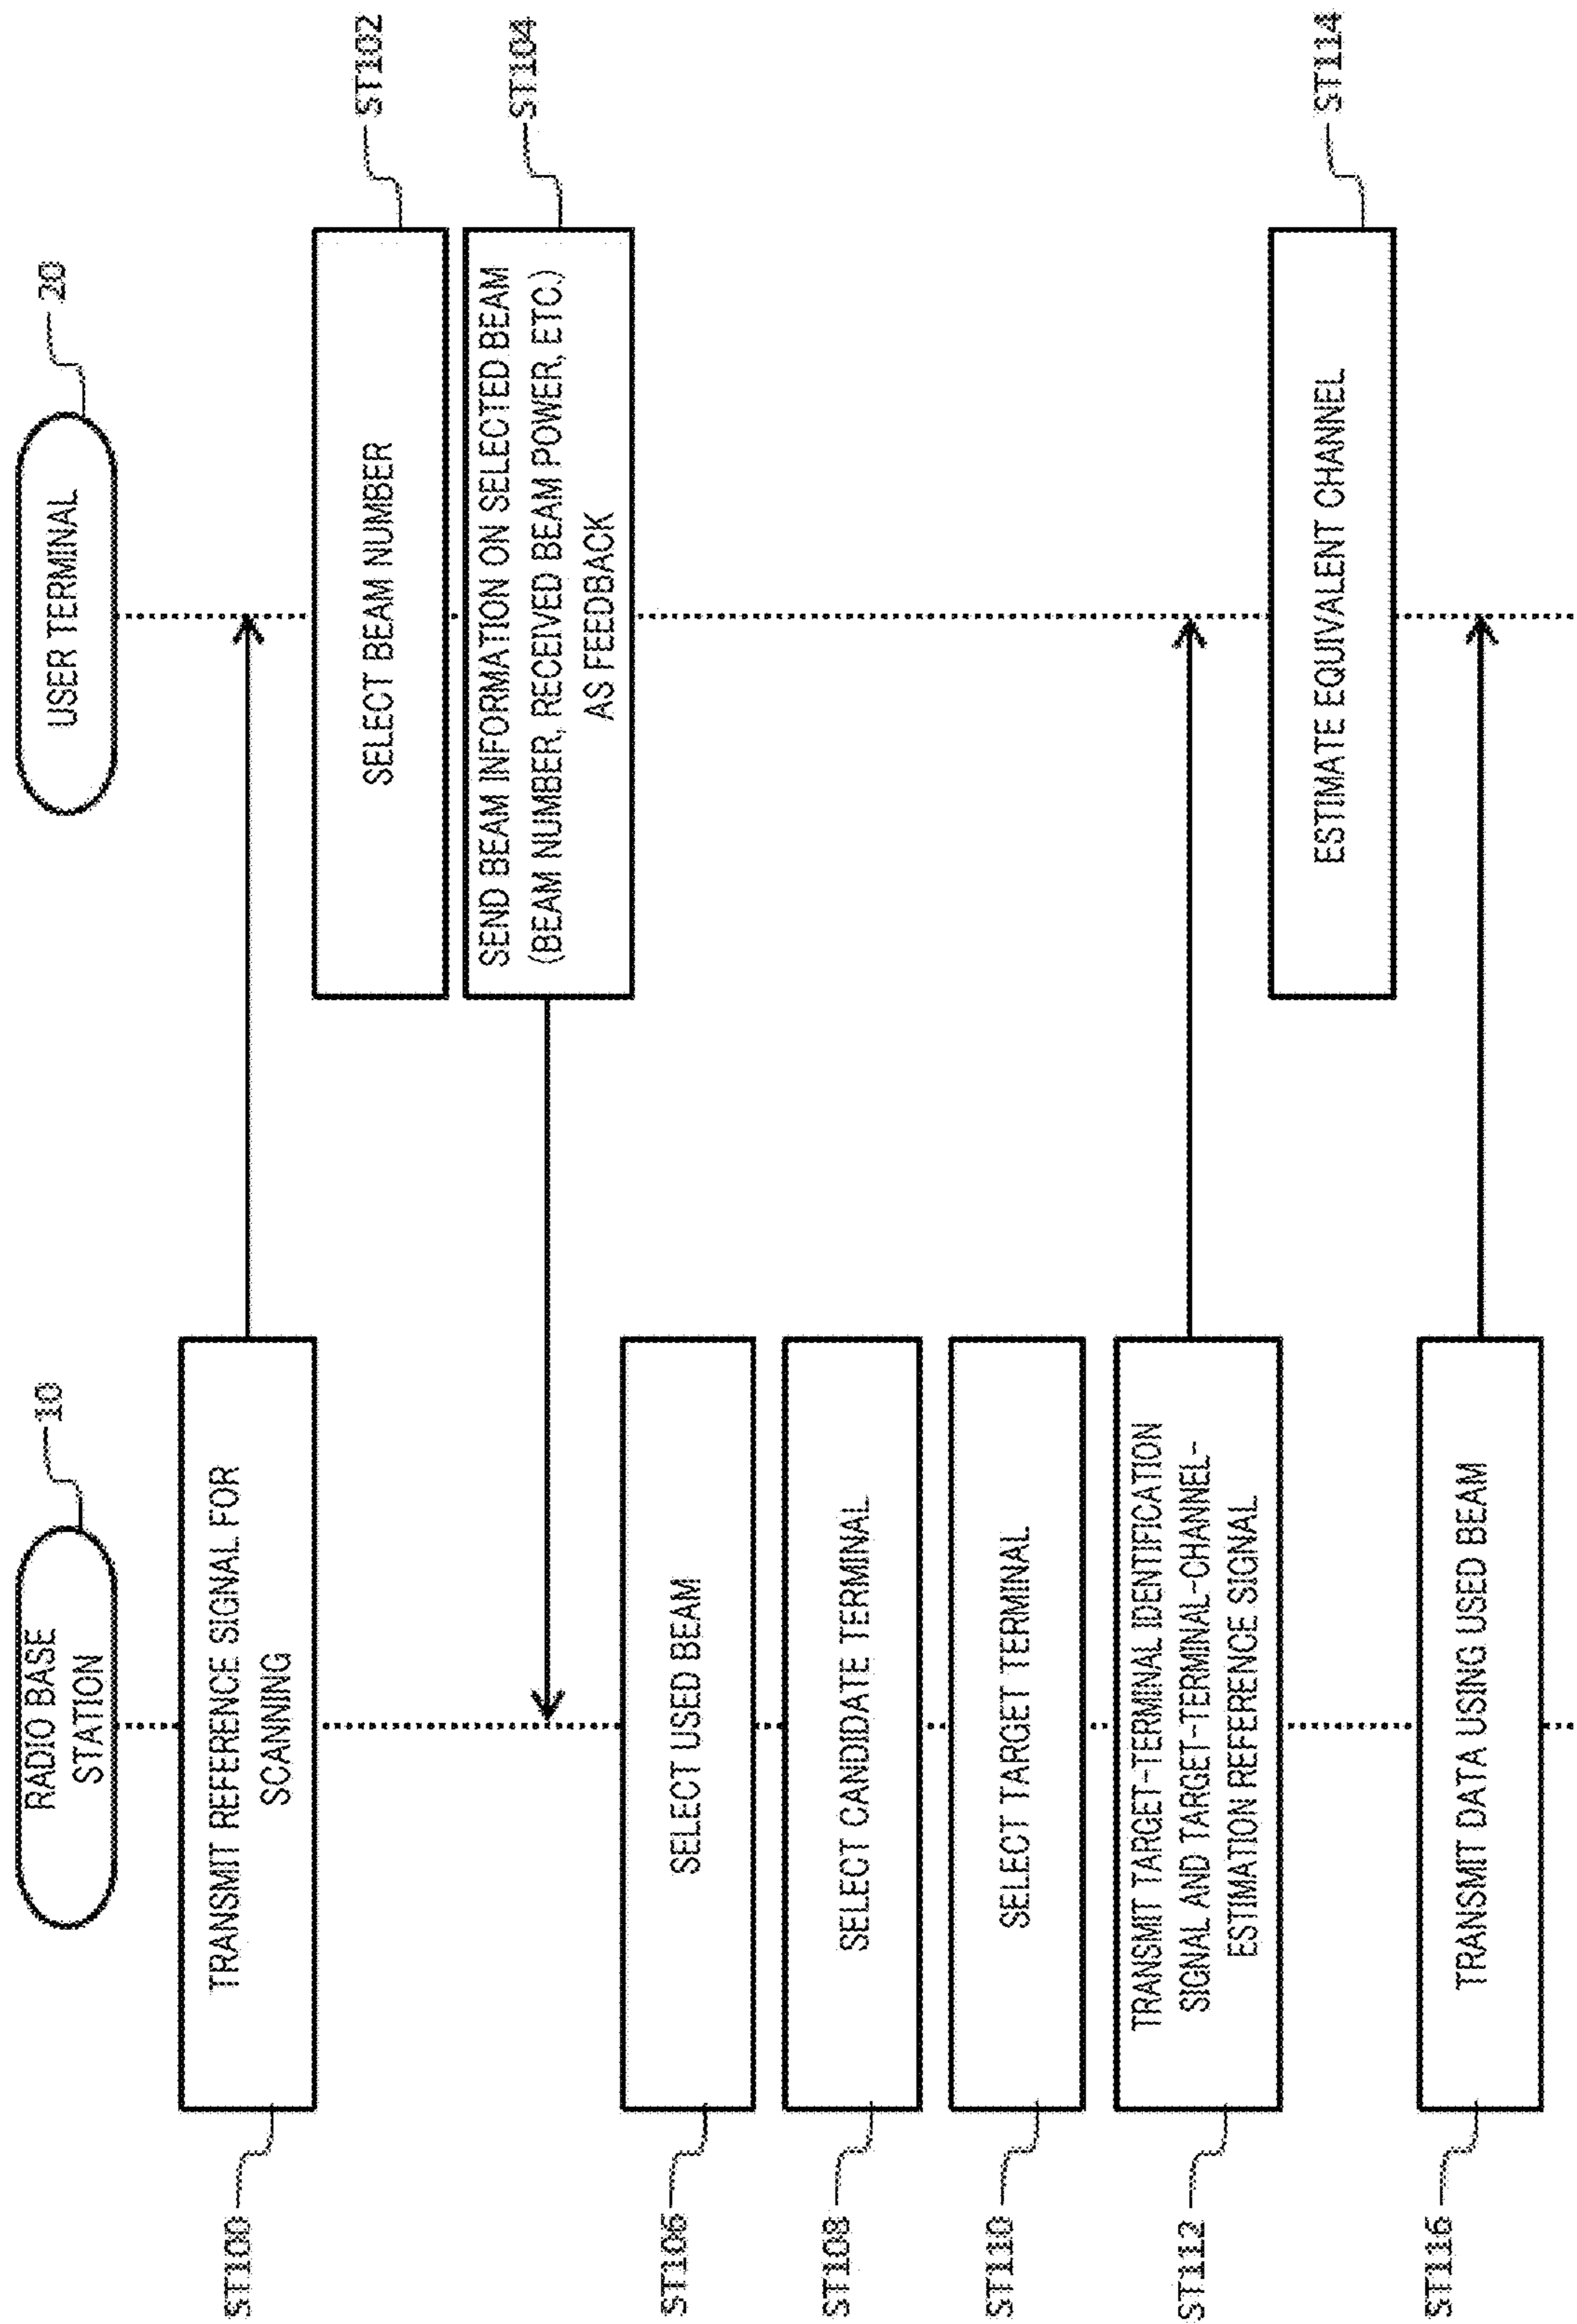 RADIO BASE
STATION
10
USER TERMINAL
20
ST100
TRANSMIT REFERENCE SIGNAL FOR
SCANNING
SELECT BEAM NUMBER
ST102
SEND BEAM INFORMATION ON SELECTED BEAM
(BEAM NUMBER, RECEIVED BEAM POWER, ETC.)
AS FEEDBACK
ST104
ST106
SELECT USED BEAM
ST108
SELECT CANDIDATE TERMINAL
ST110
SELECT TARGET TERMINAL
ST112
TRANSMIT TARGET-TERMINAL IDENTIFICATION
SIGNAL AND TARGET-TERMINAL-CHANNEL-
ESTIMATION REFERENCE SIGNAL
ESTIMATE EQUIVALENT CHANNEL
ST114
ST116
TRANSMIT DATA USING USED BEAM